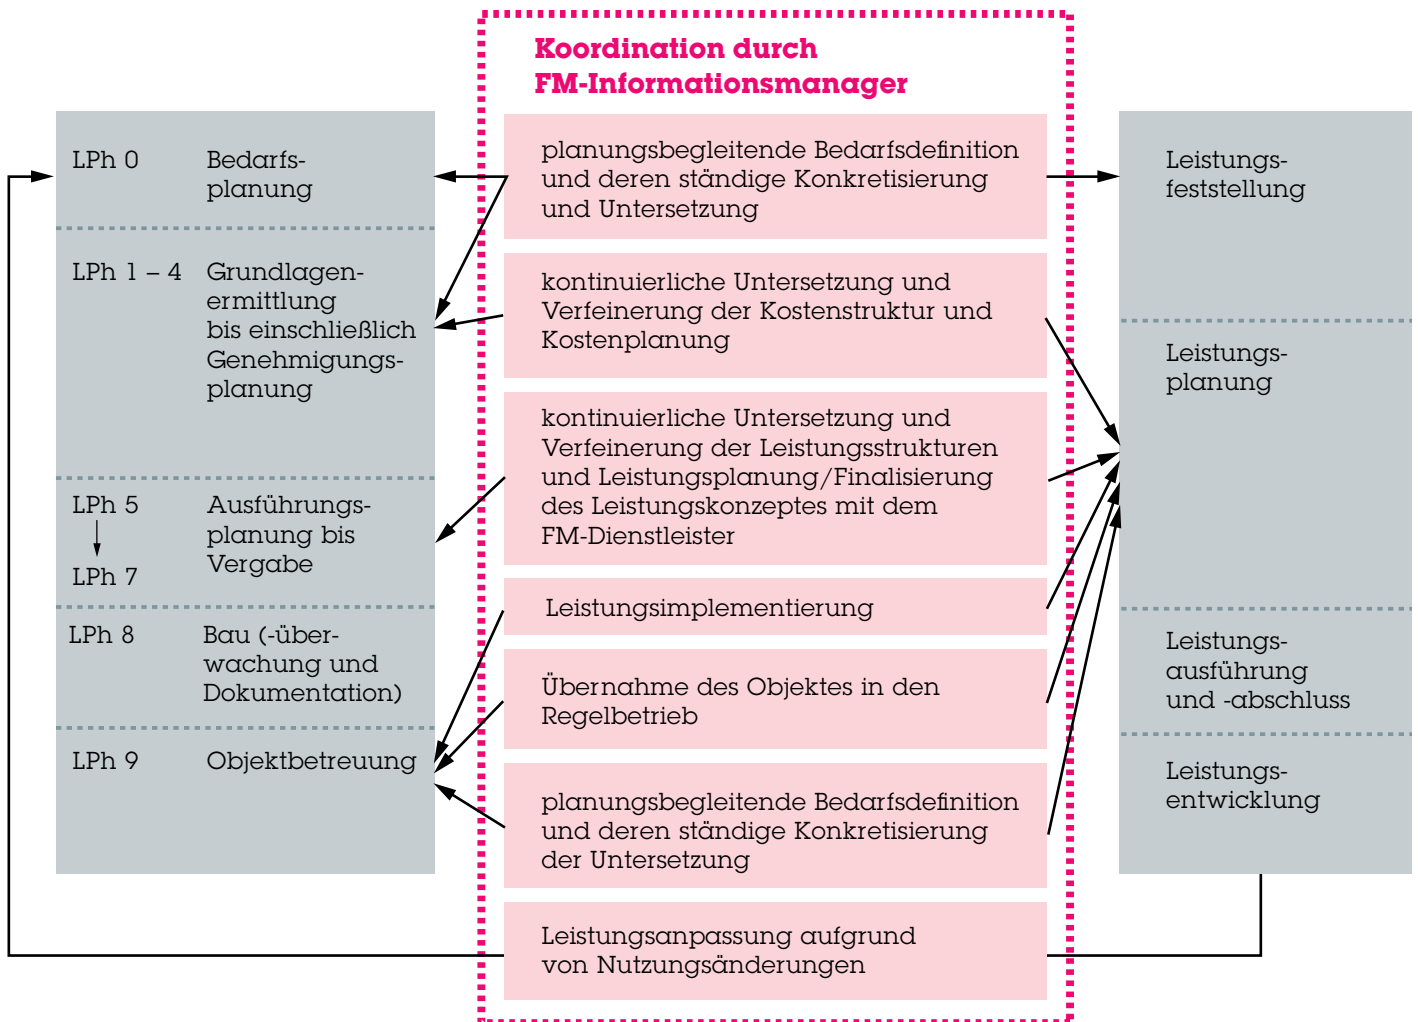 Koordination durch
FM-Informationsmanager
LPh 0
Bedarfs-
planung
LPh 1 – 4
Grundlagen-
ermittlung
bis einschließlich
Genehmigungs-
planung
LPh 5
LPh 7
Ausführungs-
planung bis
Vergabe
LPh 8
Bau (-über-
wachung und
Dokumentation)
LPh 9
Objektbetreuung
planungsbegleitende Bedarfsdefinition
und deren ständige Konkretisierung
und Untersetzung
kontinuierliche Untersetzung und
Verfeinerung der Kostenstruktur und
Kostenplanung
kontinuierliche Untersetzung und
Verfeinerung der Leistungsstrukturen
und Leistungsplanung/Finalisierung
des Leistungskonzeptes mit dem
FM-Dienstleister
Leistungsimplementierung
Übernahme des Objektes in den
Regelbetrieb
planungsbegleitende Bedarfsdefinition
und deren ständige Konkretisierung
der Untersetzung
Leistungsanpassung aufgrund
von Nutzungsänderungen
Leistungs-
feststellung
Leistungs-
planung
Leistungs-
ausführung
und -abschluss
Leistungs-
entwicklung